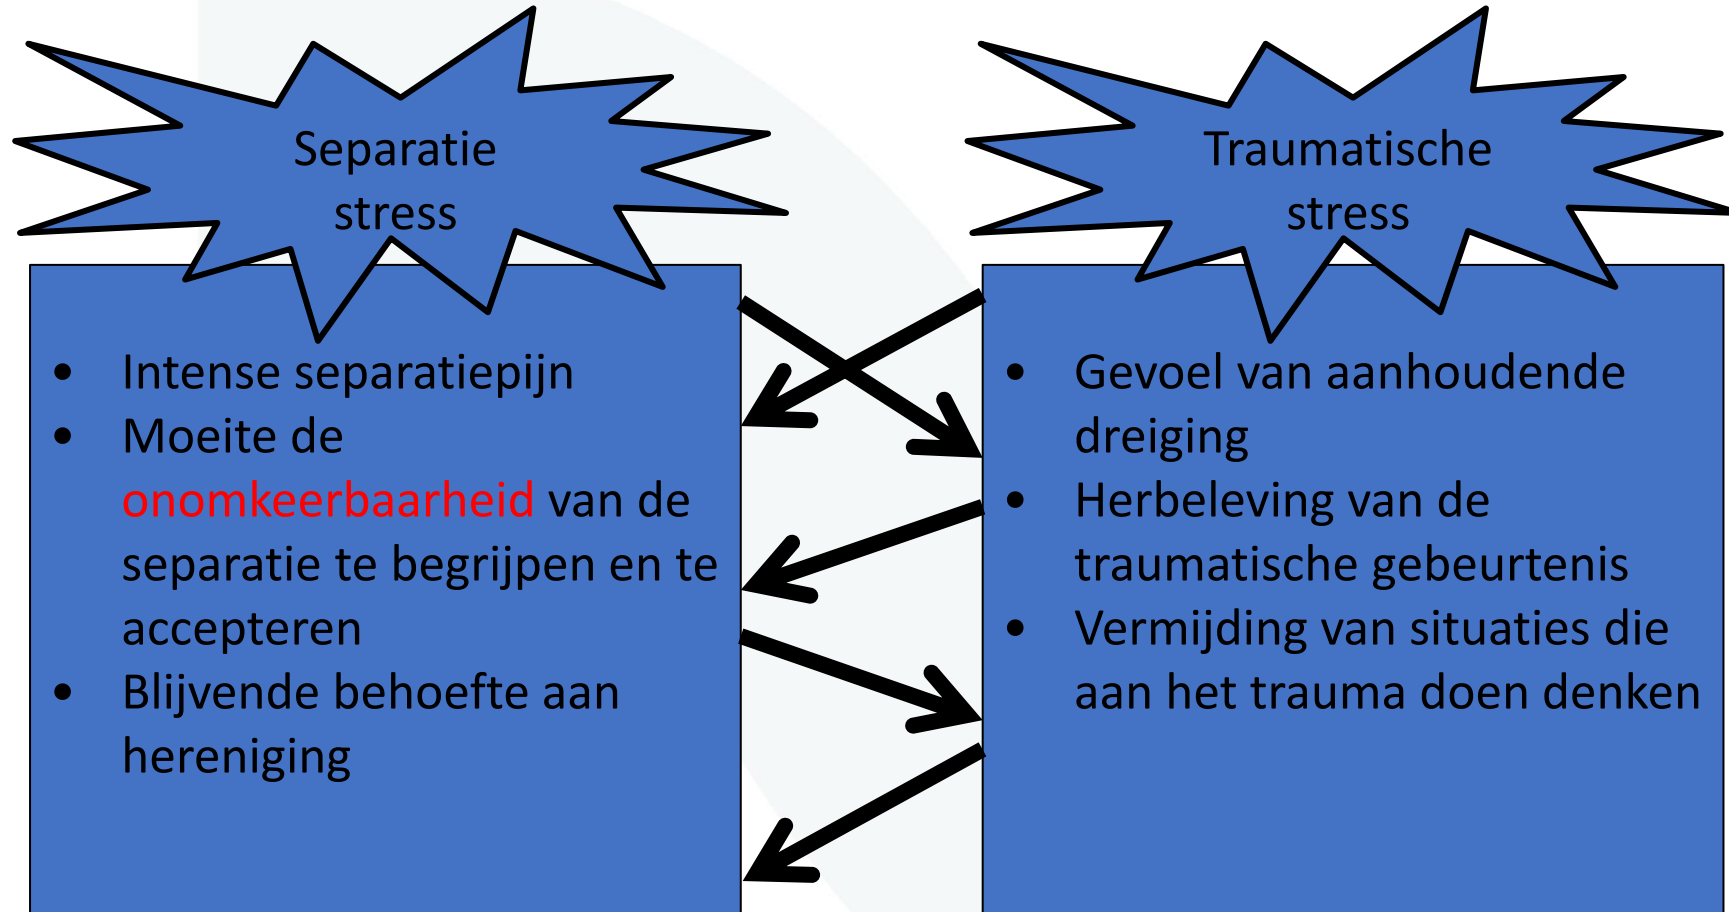 Separatie
stress
• Intense separatiepijn
• Moeite de
onomkeerbaarheid van de
separatie te begrijpen en te
accepteren
• Blijvende behoefte aan
hereniging
Traumatische
stress
• Gevoel van aanhoudende
dreiging
• Herbeleving van de
traumatische gebeurtenis
• Vermijding van situaties die
aan het trauma doen denken